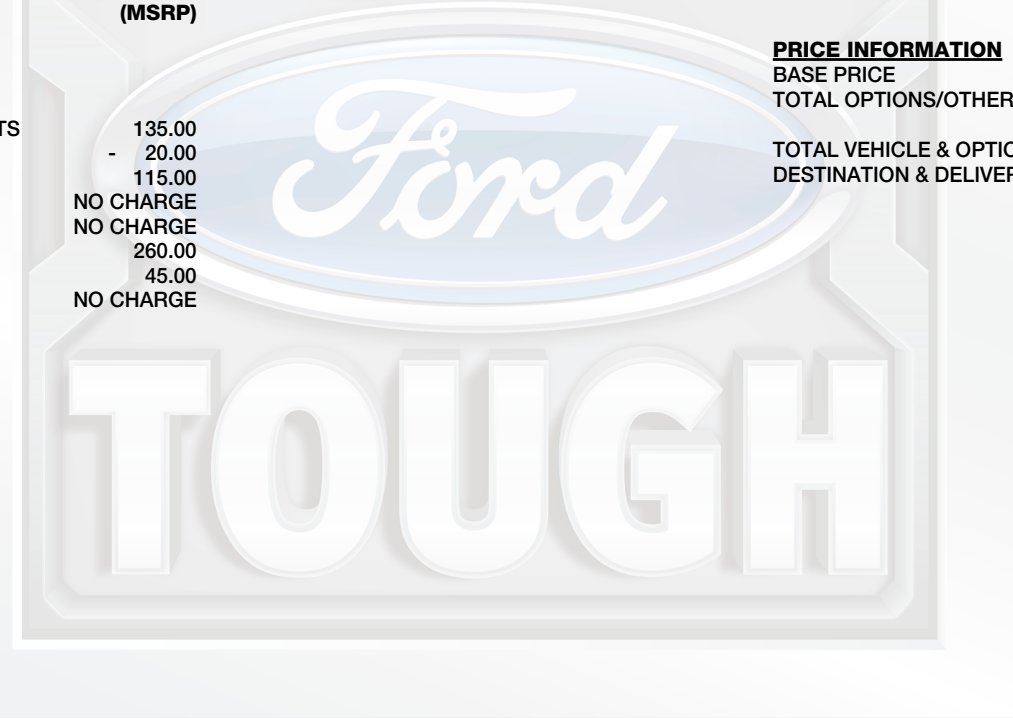 (MSRP)
TS 135.00
- 20.00
115.00
NO CHARGE
NO CHARGE
260.00
45.00
NO CHARGE
PRICE INFORMATION
BASE PRICE
TOTAL OPTIONS/OTHER
TOTAL VEHICLE & OPTIO
DESTINATION & DELIVER
Ford
TOUGH